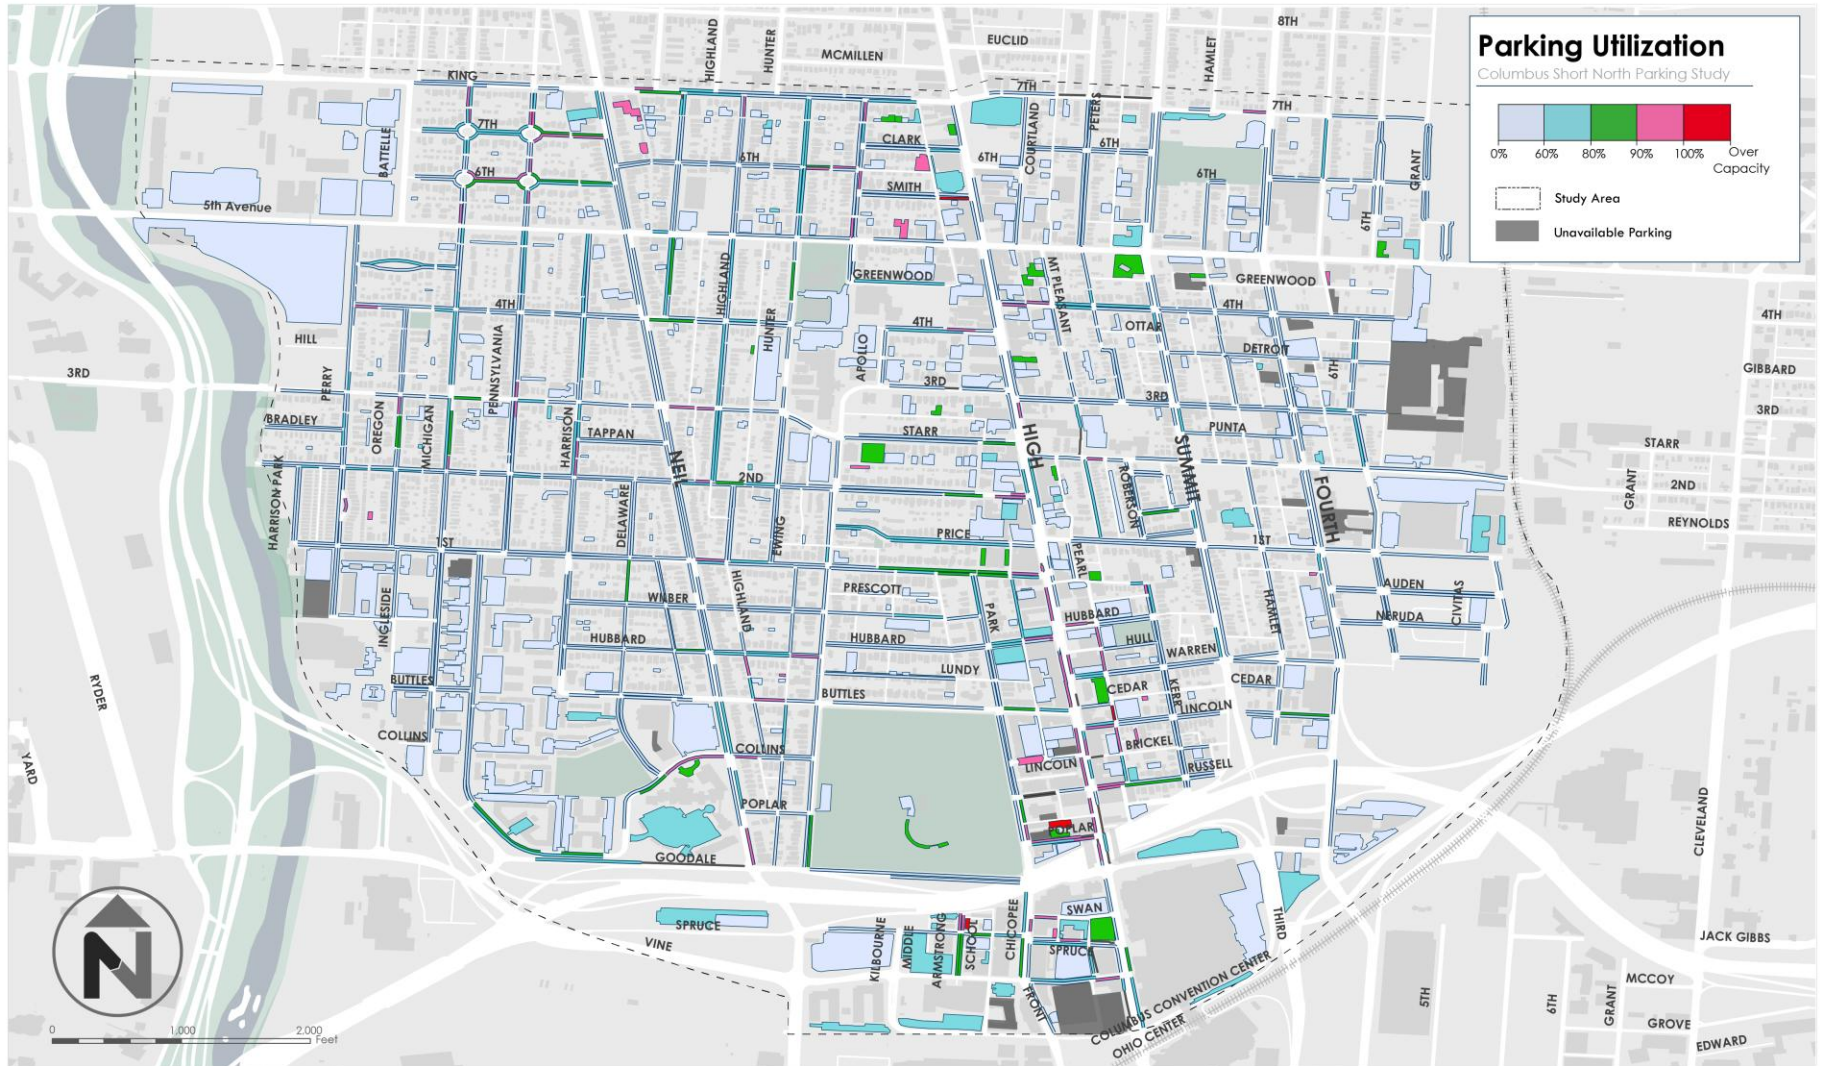 8TH
Parking Utilization
Columbus Short North Parking Study
0%
60%
80%
90%
100%
Over
Capacity
Study Area
Unavailable Parking
HIGHLAND
HUNTER
MCMILLEN
EUCLID
HAMLET
KING
7TH
PETERS
7TH
COURTLAND
BATTELLE
7TH
CLARK
6TH
6TH
6TH
6TH
6TH
GRANT
SMITH
5th Avenue
6TH
HIGHLAND
GREENWOOD
MT PLEASANT
GREENWOOD
4TH
4TH
4TH
4TH
HILL
PENNSYLVANIA
HUNTER
APOLLO
OTTAR
DETROIT
6TH
GIBBARD
3RD
PERRY
3RD
3RD
3RD
BRADLEY
OREGON
MICHIGAN
HARRISON
TAPPAN
STARR
HIGH
PUNTA
STARR
NEIL
SUMMIT
HARRISON PARK
2ND
ROBERSON
FOURTH
GRANT
2ND
DELAWARE
EWING
PRICE
REYNOLDS
1ST
1ST
PEARL
INGLESIDE
WILBER
HIGHLAND
PRESCOTT
PARK
HUBBARD
HAMLET
AUDEN
CIVITAS
NERUDA
HUBBARD
HUBBARD
HULL
WARREN
LUNDY
BUTTLES
BUTTLES
CEDAR
KERR
CEDAR
RYDER
LINCOLN
COLLINS
COLLINS
BRICKEL
LINCOLN
RUSSELL
YARD
POPLAR
POPLAR
CLEVELAND
GOODALE
N
SPRUCE
VINE
KILBOURNE
MIDDLE
ARMSTRONG
SCHOOL
CHICOPEE
SWAN
SPRUCE
THIRD
JACK GIBBS
FRONT
COLUMBUS CONVENTION CENTER
OHIO CENTER
5TH
6TH
GRANT
MCCOY
GROVE
EDWARD
0
1,000
2,000
Feet